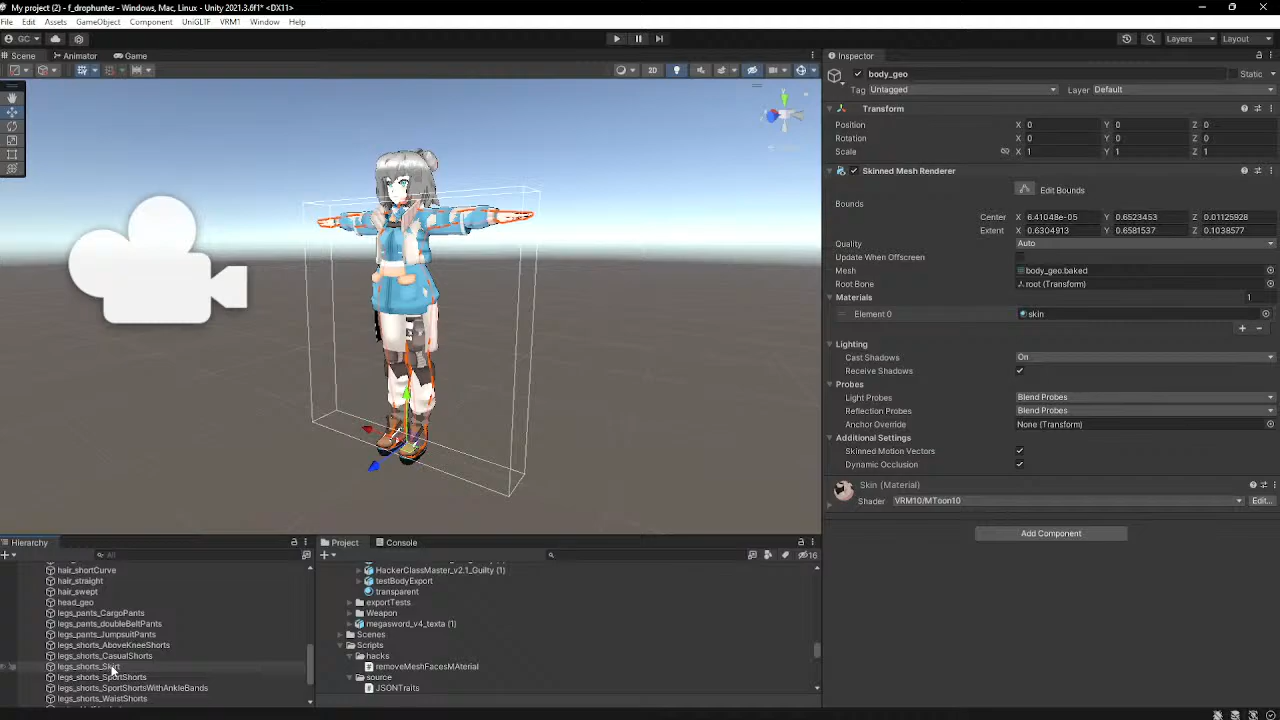 My project (2) - f_drophunter - Windows, Mac, Linux - Unity 2021.3.6f1* <DX11>
File Edit Assets GameObject Component Tutorial UniGLTF VRM1 Window Help
GC
Layers Layout
Scene Animator Game
2D
Hierarchy
All
hair_shortCurve
hair_straight
hair_swept
head_geo
legs_pants_CargoPants
legs_pants_doubleBeltPants
legs_pants_JumpsuitPants
legs_shorts_AboveKneeShorts
legs_shorts_CasualShorts
legs_shorts_Skirt
legs_shorts_SportShorts
legs_shorts_SportShortsWithAnkleBands
legs_shorts_WaistShorts
Project Console
16
HackerClassMaster_v2.1_Guilty (1)
testBodyExport
transparent
exportTests
Weapon
megasword_v4_texta (1)
Scenes
Scripts
hacks
removeMeshFacesMAterial
source
JSONTraits
Inspector
body_geo Static
Tag Untagged Layer Default
Transform
Position X 0 Y 0 Z 0
Rotation X 0 Y 0 Z 0
Scale X 1 Y 1 Z 1
Skinned Mesh Renderer
Edit Bounds
Bounds
Center X 6.41048e-05 Y 0.6523453 Z 0.01125928
Extent X 0.6304913 Y 0.6581537 Z 0.1038577
Quality Auto
Update When Offscreen
Mesh body_geo.baked
Root Bone root (Transform)
Materials 1
Element 0 skin
Lighting
Cast Shadows On
Receive Shadows
Probes
Light Probes Blend Probes
Reflection Probes Blend Probes
Anchor Override None (Transform)
Additional Settings
Skinned Motion Vectors
Dynamic Occlusion
Skin (Material)
Shader VRM10/MToon10 Edit...
Add Component